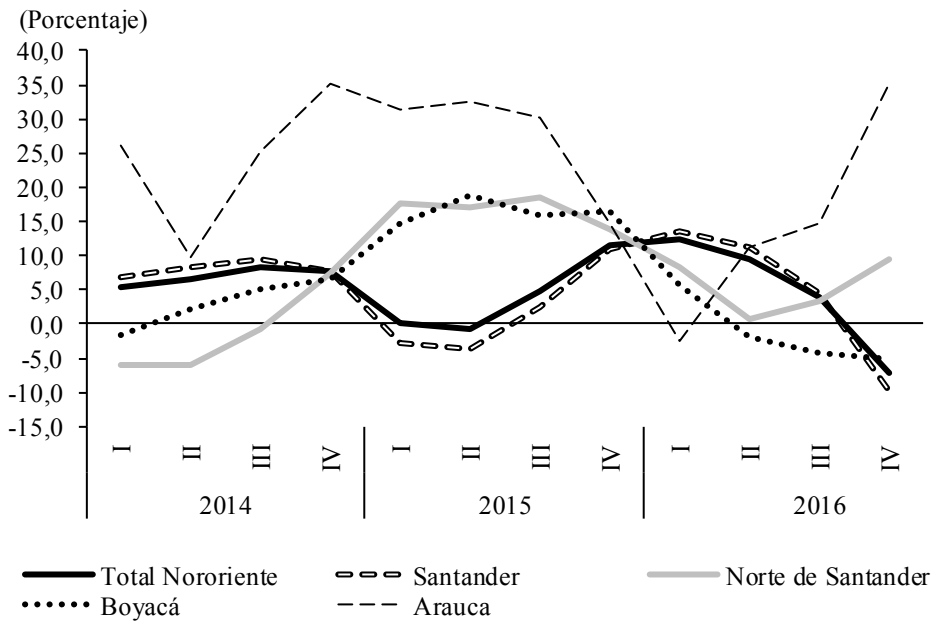 (Porcentaje)
40,0
35,0
30,0
25,0
20,0
15,0
10,0
5,0
0,0
-5,0
-10,0
-15,0
I II III IV I II III IV I II III IV
2014 2015 2016
Total Nororiente Santander Norte de Santander
Boyacá Arauca